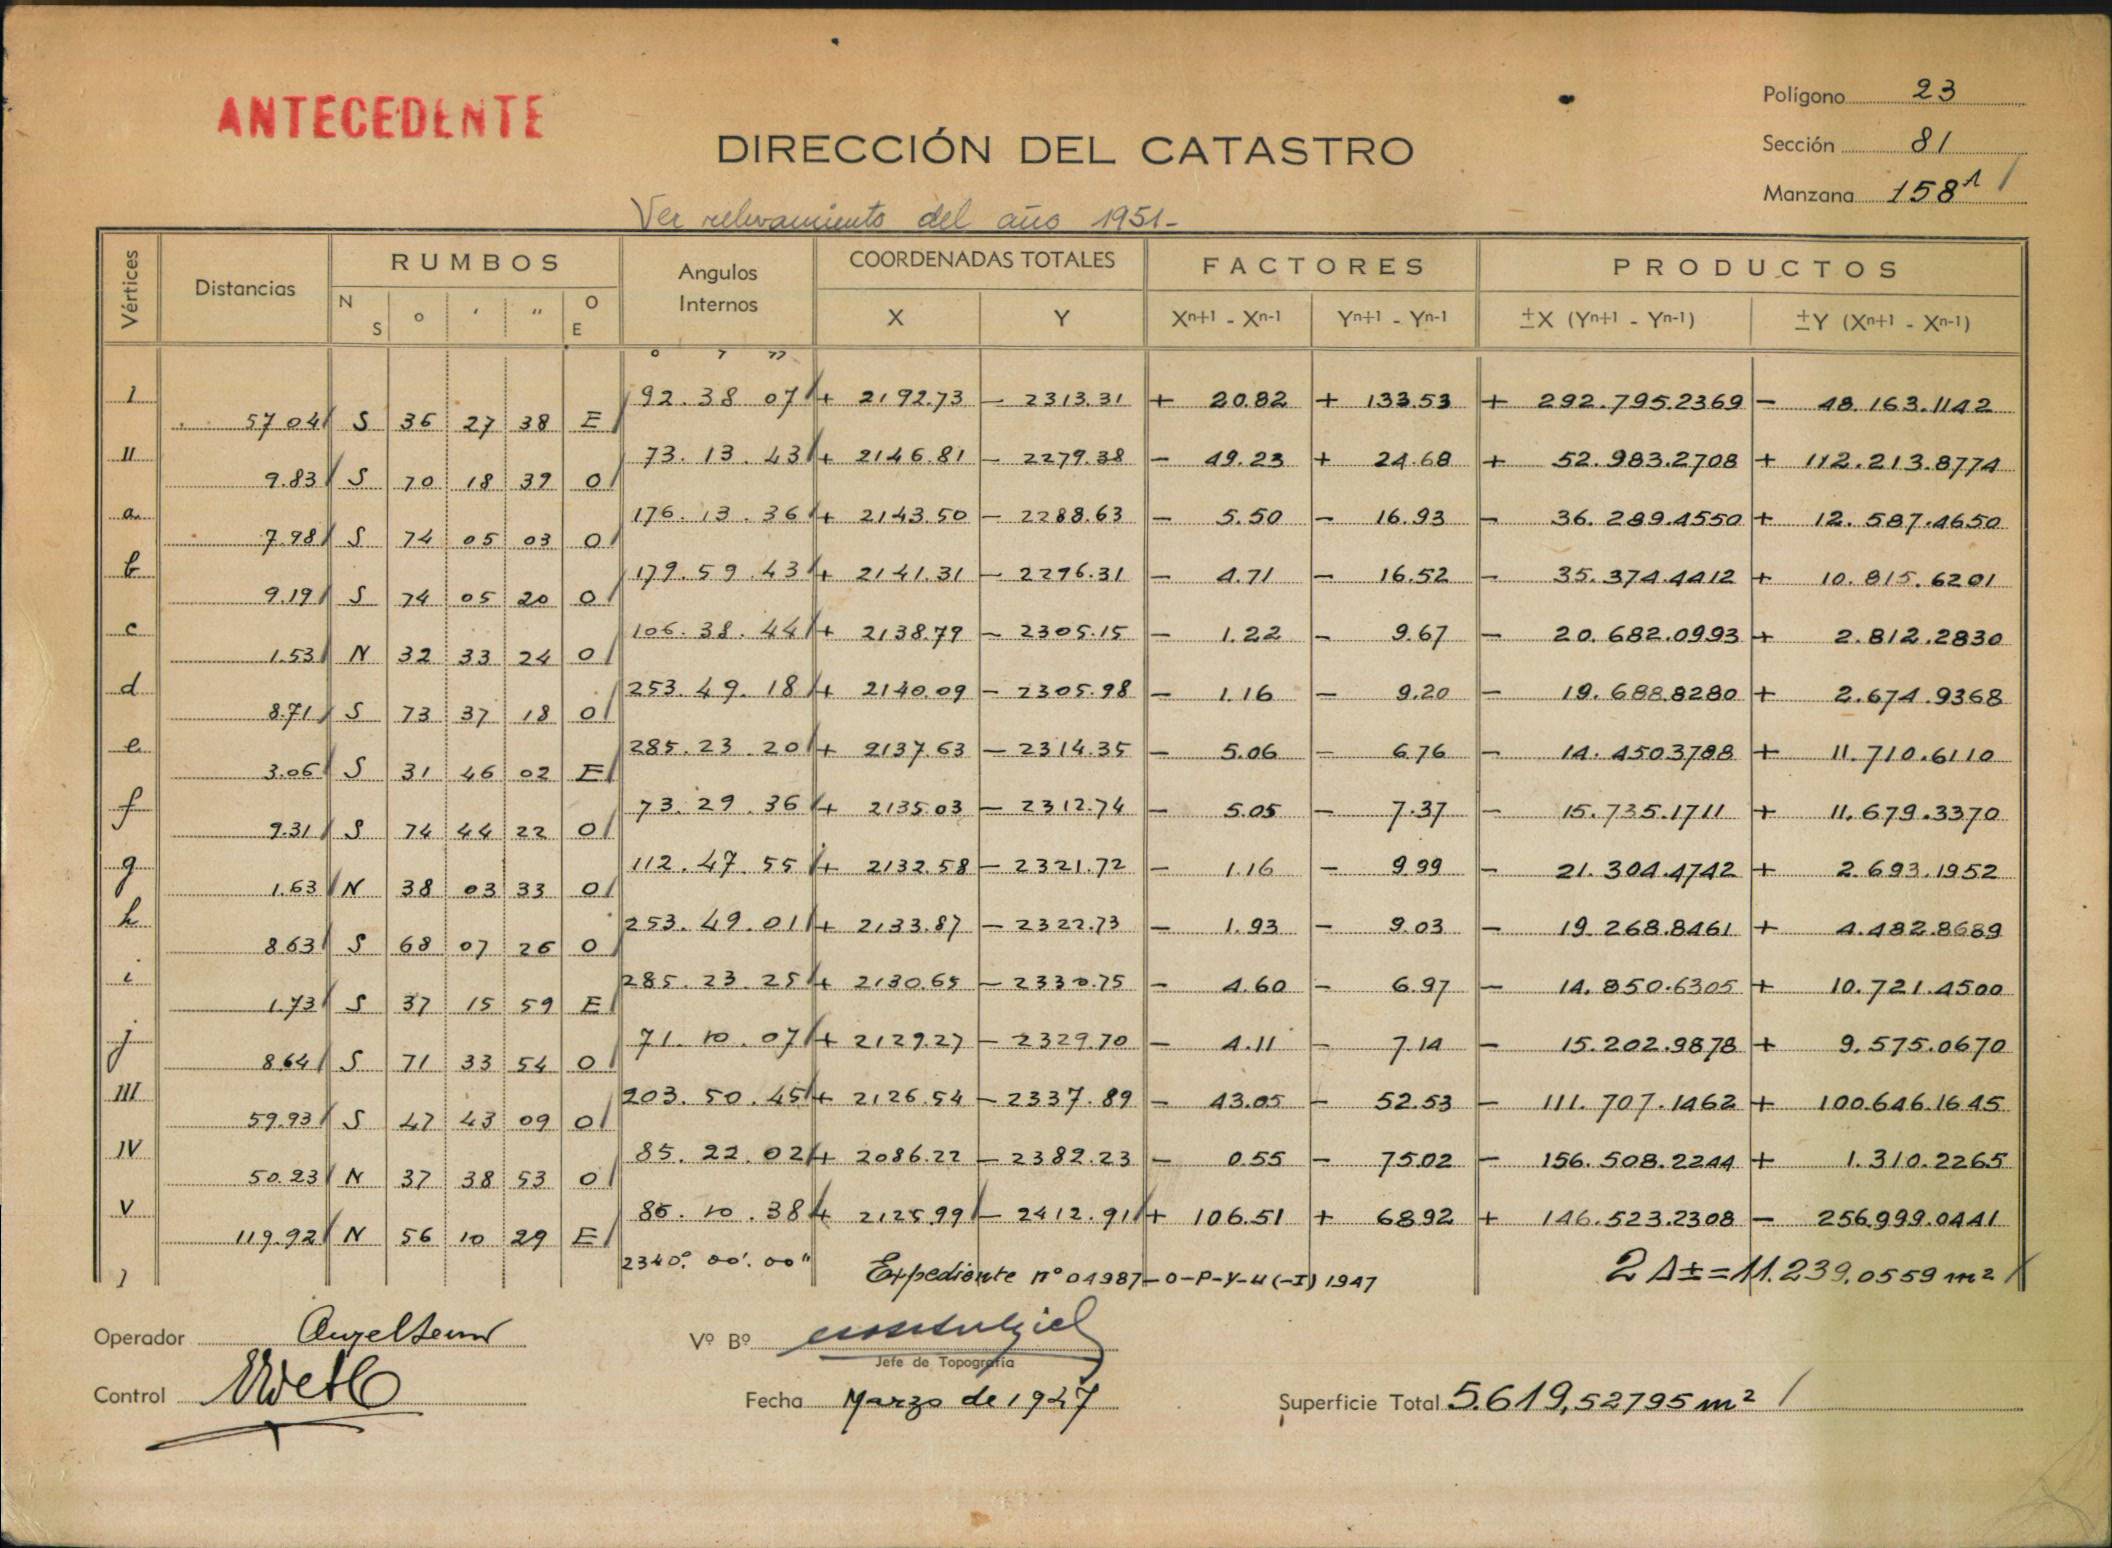 ANTECEDENTE
Polígono 23
DIRECCIÓN DEL CATASTRO
Sección 81
Manzana 158^1
Ver relevamiento del año 1951-
Vértices Distancias RUMBOS Angulos Internos COORDENADAS TOTALES FACTORES PRODUCTOS
N S ° ' " O E X Y Xn+1 - Xn-1 Yn+1 - Yn-1 ±X (Yn+1 - Yn-1) ±Y (Xn+1 - Xn-1)
° ' "
I 92. 38 07 + 2192.73 - 2313.31 + 20.82 + 133.53 + 292.795.2369 - 48.163.1142
57 04 S 36 27 38 E
II 73. 13. 43 + 2146.81 - 2279.38 - 49.23 + 24.68 + 52.983.2708 + 112.213.8774
9.83 S 70 18 39 O
a 176. 13. 36 + 2143.50 - 2288.63 - 5.50 - 16.93 - 36.289.4550 + 12.587.4650
7.98 S 74 05 03 O
b 179. 59. 43 + 2141.31 - 2296.31 - 4.71 - 16.52 - 35.374.4412 + 10.815.6201
9.19 S 74 05 20 O
c 106. 38. 44 + 2138.79 - 2305.15 - 1.22 - 9.67 - 20.682.0993 + 2.812.2830
1.53 N 32 33 24 O
d 253. 49. 18 + 2140.09 - 2305.98 - 1.16 - 9.20 - 19.688.8280 + 2.674.9368
8.71 S 73 37 18 O
e 285. 23. 20 + 2137.63 - 2314.35 - 5.06 - 6.76 - 14.450.3788 + 11.710.6110
3.06 S 31 46 02 E
f 73. 29. 36 + 2135.03 - 2312.74 - 5.05 - 7.37 - 15.735.1711 + 11.679.3370
9.31 S 74 44 22 O
g 112. 47. 55 + 2132.58 - 2321.72 - 1.16 - 9.99 - 21.304.4742 + 2.693.1952
1.63 N 38 03 33 O
h 253. 49. 01 + 2133.87 - 2322.73 - 1.93 - 9.03 - 19.268.8461 + 4.482.8689
8.63 S 68 07 26 O
i 285. 23. 25 + 2130.65 - 2330.75 - 4.60 - 6.97 - 14.850.6305 + 10.721.4500
1.73 S 37 15 59 E
j 71. 10. 07 + 2129.27 - 2329.70 - 4.11 - 7.14 - 15.202.9878 + 9.575.0670
8.64 S 71 33 54 O
III 203. 50. 45 + 2126.54 - 2337.89 - 43.05 - 52.53 - 111.707.1462 + 100.646.1645
59.93 S 47 43 09 O
IV 85. 22. 02 + 2086.22 - 2382.23 - 0.55 - 75.02 - 156.508.2244 + 1.310.2265
50.23 N 37 38 53 O
V 86. 10. 38 + 2125.99 - 2412.91 + 106.51 + 68.92 + 146.523.2308 - 256.999.0441
119.92 N 56 10 29 E
2340° 00' 00"
I Expediente n° 04987-O-P-Y-U(-I) 1947 2 Δ± = 11.239,0559 m²
Operador
Vº Bº
Jefe de Topografía
Control
Fecha Marzo de 1947
Superficie Total 5.619,52795 m²